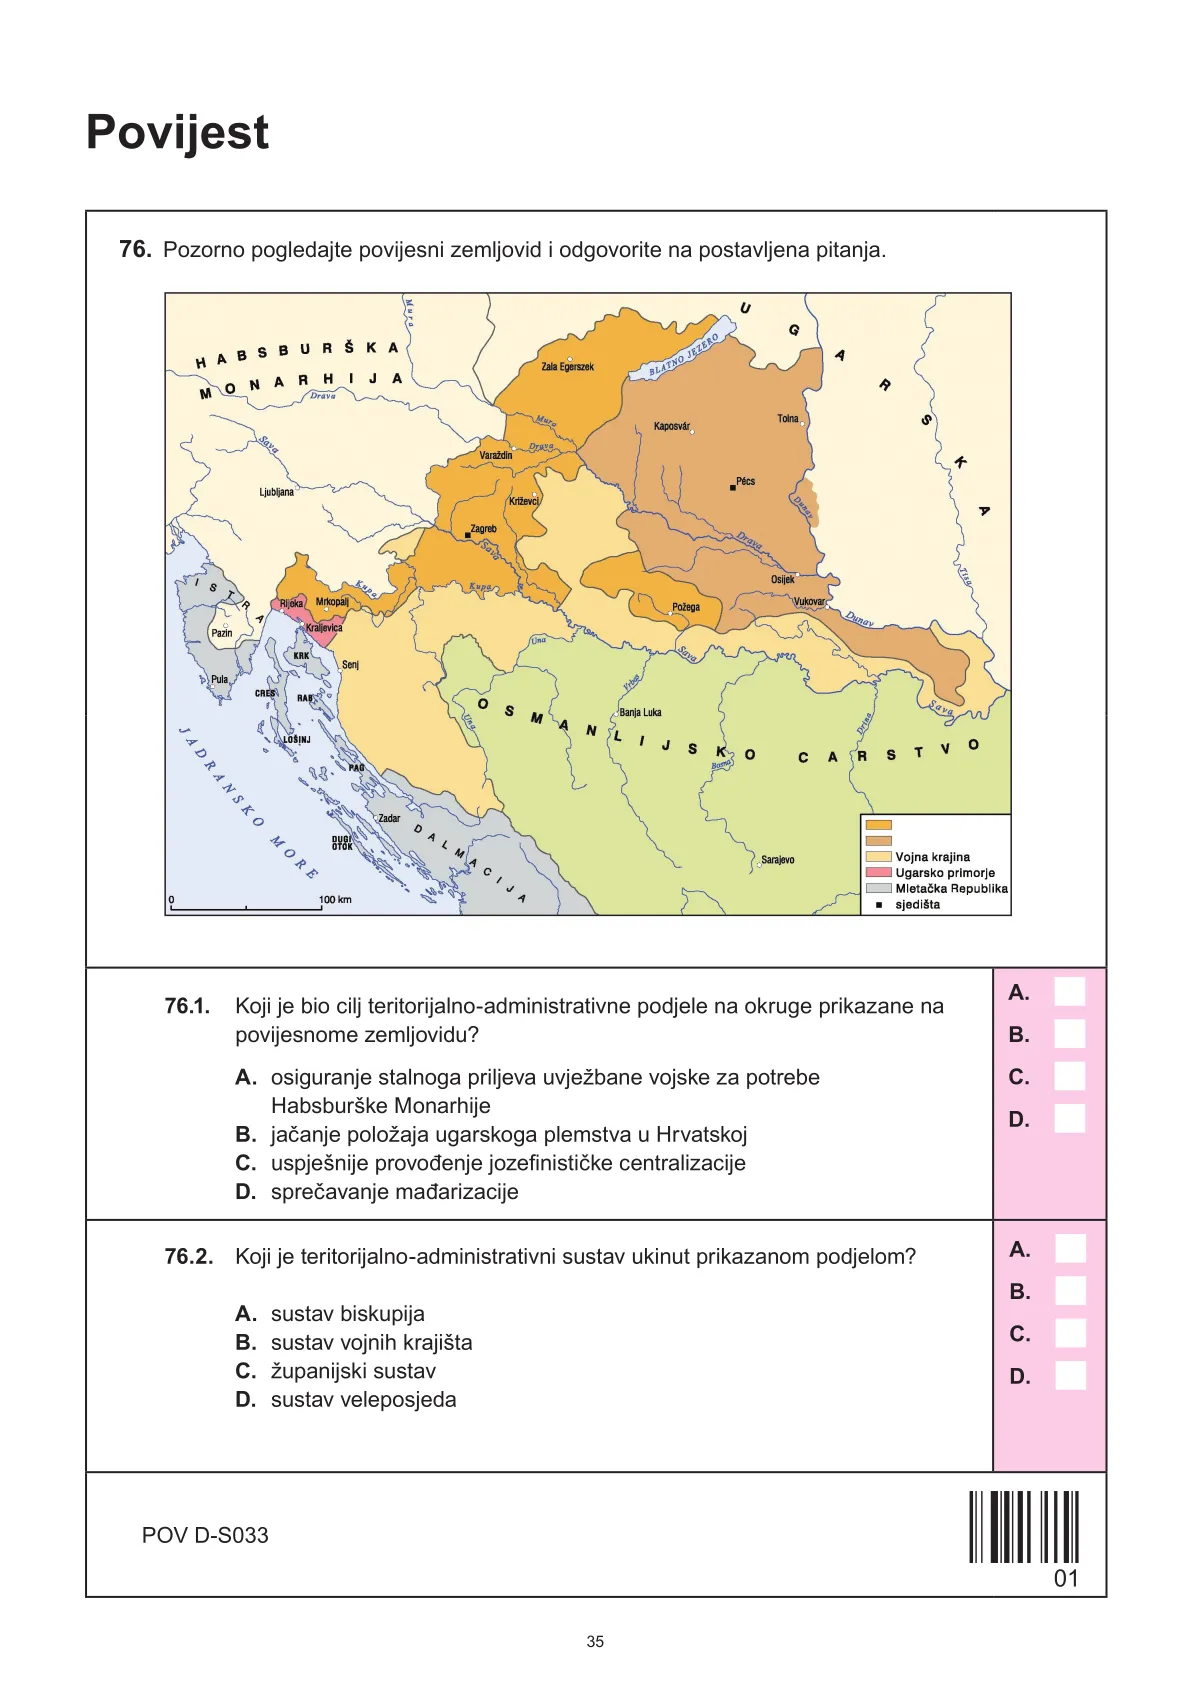 Povijest
76. Pozorno pogledajte povijesni zemljovid i odgovorite na postavljena pitanja.
HABSBURŠKA
MONARHIJA
UGARSKA
Mura
Drava
Sava
BLATNO JEZERO
Zala Egerszek
Mura
Drava
Varaždin
Kaposvár
Tolna
Ljubljana
Križevci
Pécs
Dunav
Zagreb
Sava
Drava
Tisa
Kupa
Kupa
Osijek
Vukovar
Dunav
ISTRA
Rijeka
Mrkopalj
Kraljevica
Požega
Pazin
KRK
Senj
Una
Sava
Pula
CRES
RAB
Vrbas
Banja Luka
Drina
Sava
LOŠINJ
Una
OSMANLIJSKO CARSTVO
Bosna
PAG
JADRANSKO MORE
Zadar
DUGI
OTOK
DALMACIJA
Sarajevo
0
100 km
Vojna krajina
Ugarsko primorje
Mletačka Republika
sjedišta
76.1. Koji je bio cilj teritorijalno-administrativne podjele na okruge prikazane na
povijesnome zemljovidu?
A. osiguranje stalnoga priljeva uvježbane vojske za potrebe
Habsburške Monarhije
B. jačanje položaja ugarskoga plemstva u Hrvatskoj
C. uspješnije provođenje jozefinističke centralizacije
D. sprečavanje mađarizacije
A.
B.
C.
D.
76.2. Koji je teritorijalno-administrativni sustav ukinut prikazanom podjelom?
A. sustav biskupija
B. sustav vojnih krajišta
C. županijski sustav
D. sustav veleposjeda
A.
B.
C.
D.
POV D-S033
01
35